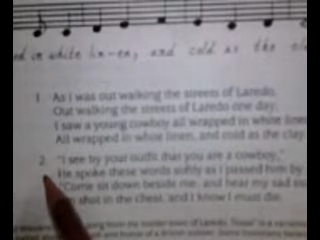 in white lin-en, and cold as the
1. As I was out walking the streets of Laredo,
Out walking the streets of Laredo one day,
I saw a young cowboy all wrapped in white linen
All wrapped in white linen, and cold as the clay.
2. "I see by your outfit that you are a cowboy,"
He spoke these words softly as I passed him by.
"Come sit down beside me, and hear my sad
shot in the chest, and I know I must die.